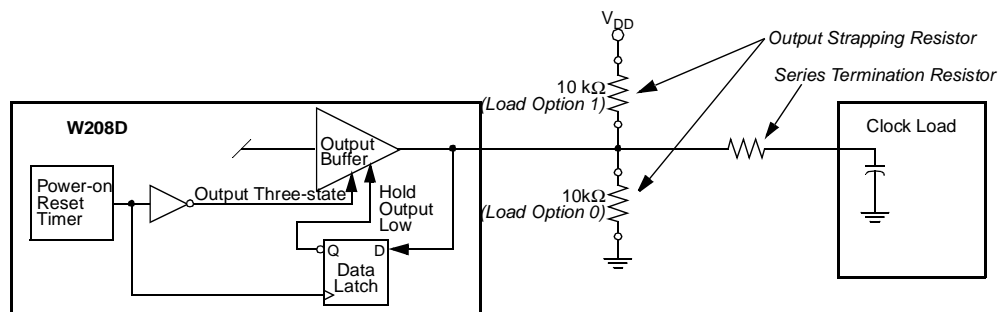 VDD
Output Strapping Resistor
Series Termination Resistor
10 kΩ
(Load Option 1)
W208D
Output
Buffer
Clock Load
Power-on
Reset
Timer
Output Three-state
Hold
Output
Low
10kΩ
(Load Option 0)
Q
D
Data
Latch